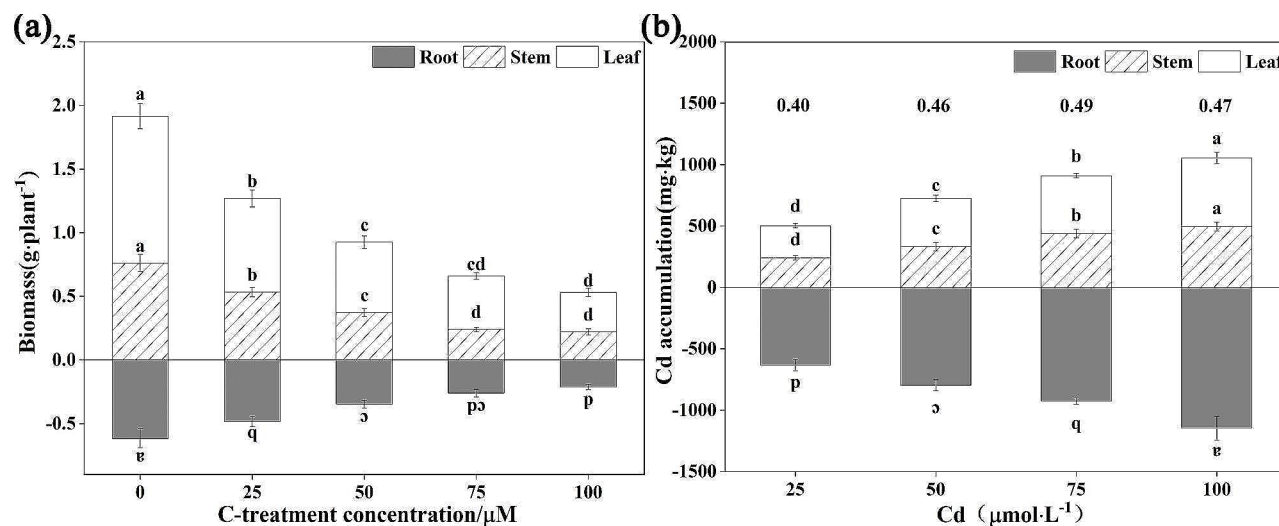 (a)
2.5
2.0
1.5
1.0
0.5
0.0
-0.5
Biomass(g·plant-1)
Root Stem Leaf
a
a
b
b
c
c
cd
d
d
d
a
b
c
cd
d
0 25 50 75 100
C-treatment concentration/μM
(b)
2000
1500
1000
500
0
-500
-1000
-1500
Cd accumulation(mg·kg)
Root Stem Leaf
0.40 0.46 0.49 0.47
d
d
c
c
b
b
a
a
d
c
b
a
25 50 75 100
Cd（μmol·L-1）